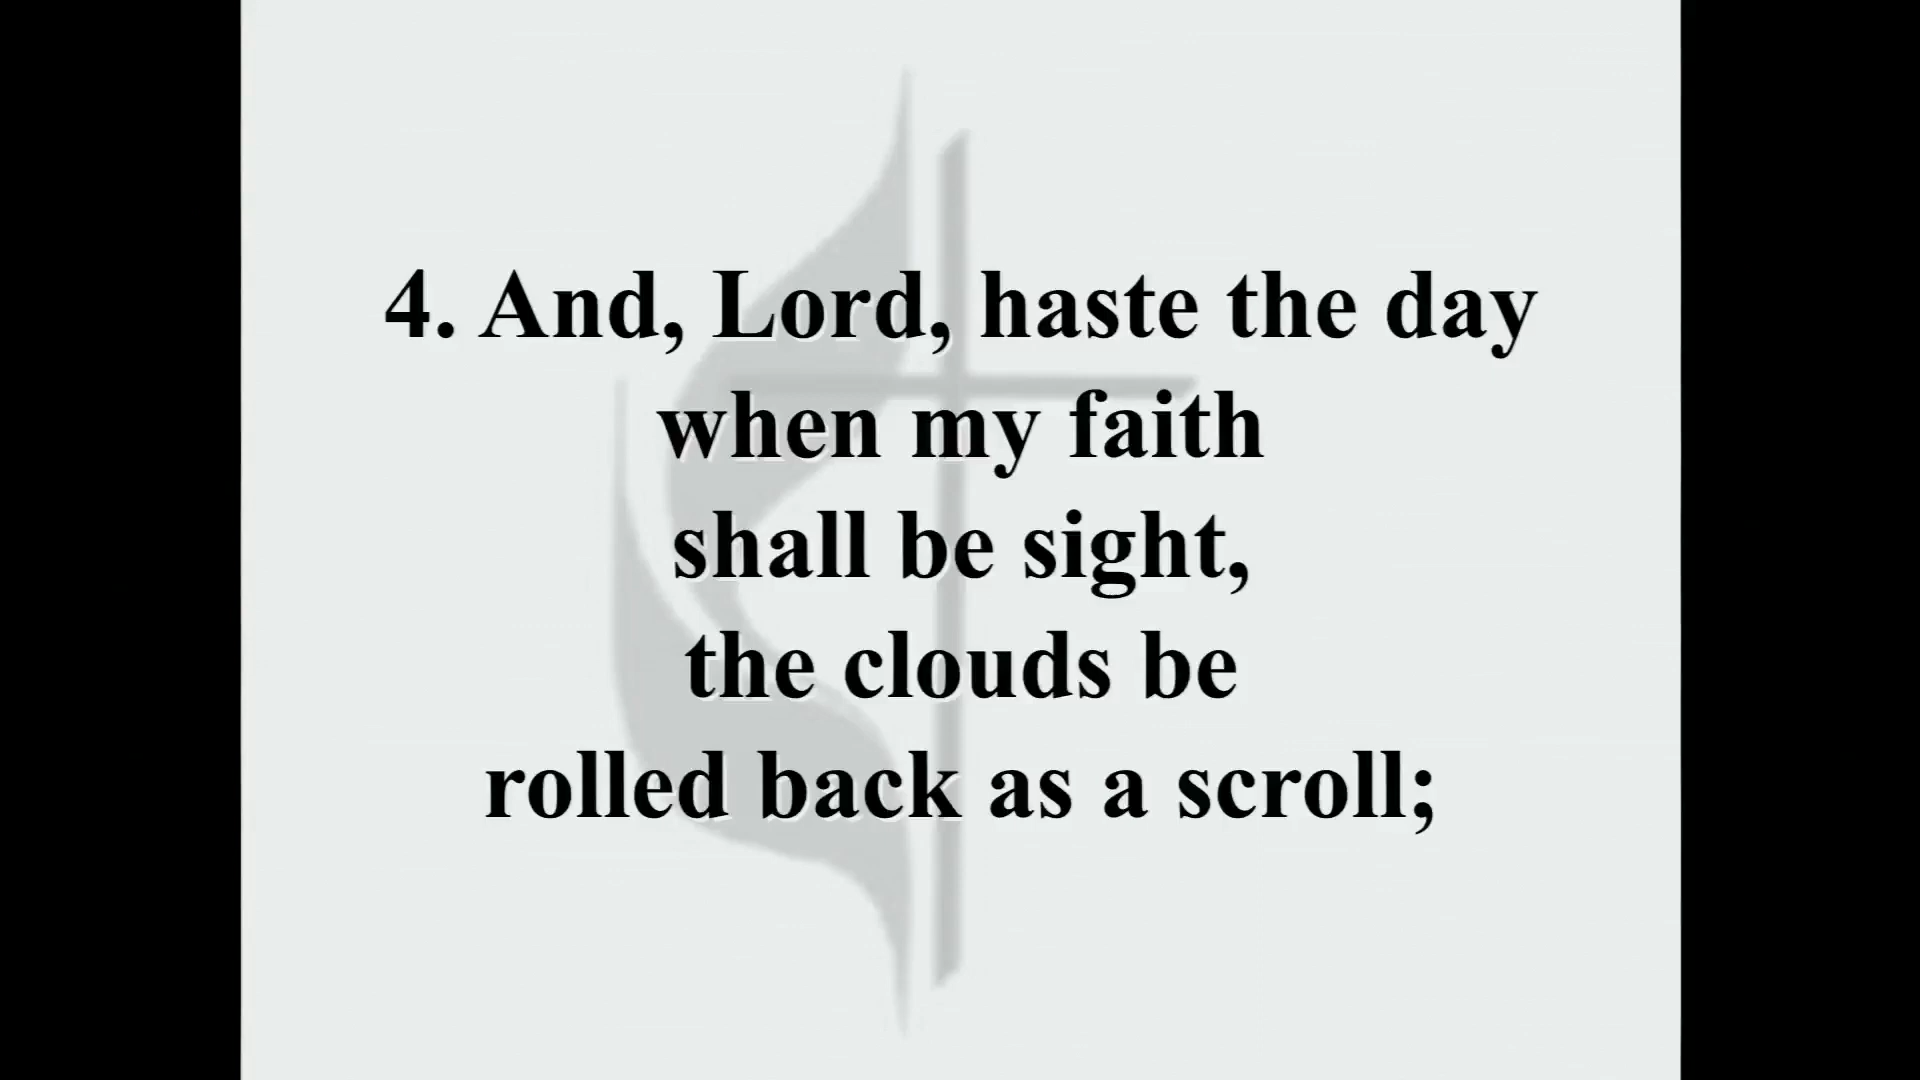 4. And, Lord, haste the day
when my faith
shall be sight,
the clouds be
rolled back as a scroll;